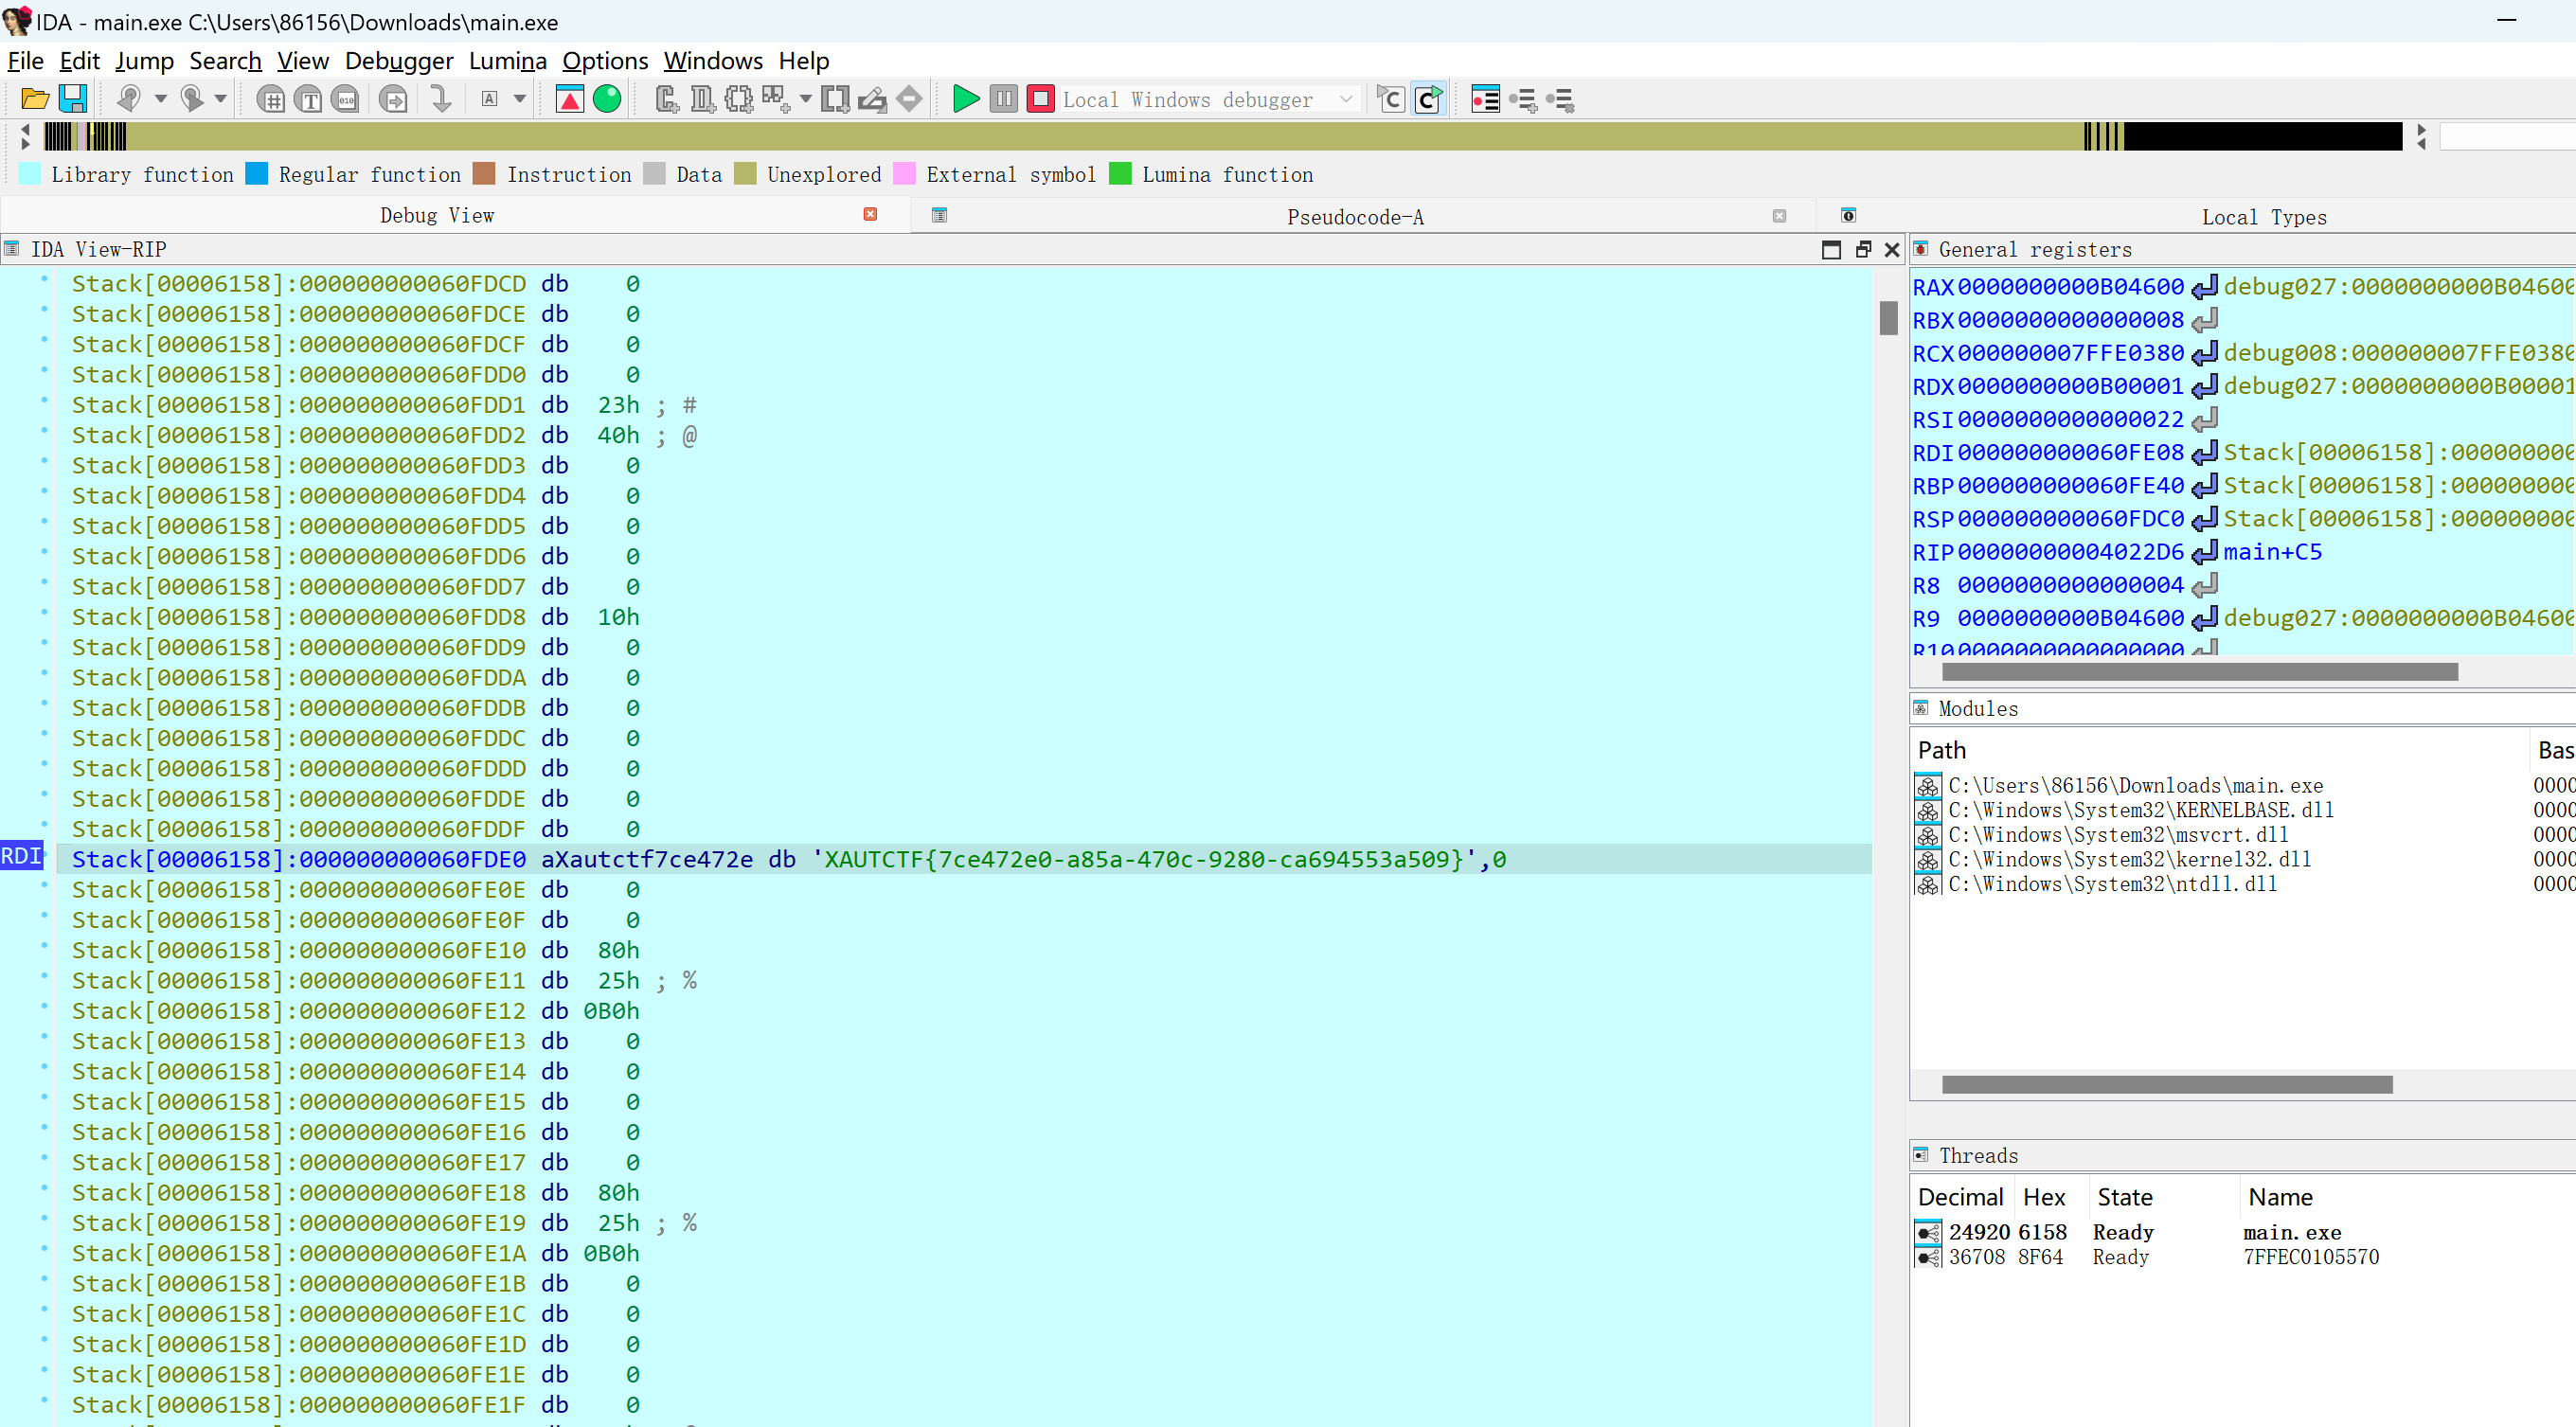 IDA - main.exe C:\Users\86156\Downloads\main.exe
File Edit Jump Search View Debugger Lumina Options Windows Help
Local Windows debugger
Library function Regular function Instruction Data Unexplored External symbol Lumina function
Debug View Pseudocode-A Local Types
IDA View-RIP
Stack[00006158]:000000000060FDCD db 0
Stack[00006158]:000000000060FDCE db 0
Stack[00006158]:000000000060FDCF db 0
Stack[00006158]:000000000060FDD0 db 0
Stack[00006158]:000000000060FDD1 db 23h ; #
Stack[00006158]:000000000060FDD2 db 40h ; @
Stack[00006158]:000000000060FDD3 db 0
Stack[00006158]:000000000060FDD4 db 0
Stack[00006158]:000000000060FDD5 db 0
Stack[00006158]:000000000060FDD6 db 0
Stack[00006158]:000000000060FDD7 db 0
Stack[00006158]:000000000060FDD8 db 10h
Stack[00006158]:000000000060FDD9 db 0
Stack[00006158]:000000000060FDDA db 0
Stack[00006158]:000000000060FDDB db 0
Stack[00006158]:000000000060FDDC db 0
Stack[00006158]:000000000060FDDD db 0
Stack[00006158]:000000000060FDDE db 0
Stack[00006158]:000000000060FDDF db 0
RDI Stack[00006158]:000000000060FDE0 aXautctf7ce472e db 'XAUTCTF{7ce472e0-a85a-470c-9280-ca694553a509}',0
Stack[00006158]:000000000060FE0E db 0
Stack[00006158]:000000000060FE0F db 0
Stack[00006158]:000000000060FE10 db 80h
Stack[00006158]:000000000060FE11 db 25h ; %
Stack[00006158]:000000000060FE12 db 0B0h
Stack[00006158]:000000000060FE13 db 0
Stack[00006158]:000000000060FE14 db 0
Stack[00006158]:000000000060FE15 db 0
Stack[00006158]:000000000060FE16 db 0
Stack[00006158]:000000000060FE17 db 0
Stack[00006158]:000000000060FE18 db 80h
Stack[00006158]:000000000060FE19 db 25h ; %
Stack[00006158]:000000000060FE1A db 0B0h
Stack[00006158]:000000000060FE1B db 0
Stack[00006158]:000000000060FE1C db 0
Stack[00006158]:000000000060FE1D db 0
Stack[00006158]:000000000060FE1E db 0
Stack[00006158]:000000000060FE1F db 0
General registers
RAX 0000000000B04600 debug027:0000000000B04600
RBX 0000000000000008
RCX 000000007FFE0380 debug008:000000007FFE0380
RDX 0000000000B00001 debug027:0000000000B00001
RSI 0000000000000022
RDI 000000000060FE08 Stack[00006158]:000000000
RBP 000000000060FE40 Stack[00006158]:000000000
RSP 000000000060FDC0 Stack[00006158]:000000000
RIP 00000000004022D6 main+C5
R8 0000000000000004
R9 0000000000B04600 debug027:0000000000B04600
R10 0000000000000000
Modules
Path Bas
C:\Users\86156\Downloads\main.exe 0000
C:\Windows\System32\KERNELBASE.dll 0000
C:\Windows\System32\msvcrt.dll 0000
C:\Windows\System32\kernel32.dll 0000
C:\Windows\System32\ntdll.dll 0000
Threads
Decimal Hex State Name
24920 6158 Ready main.exe
36708 8F64 Ready 7FFEC0105570